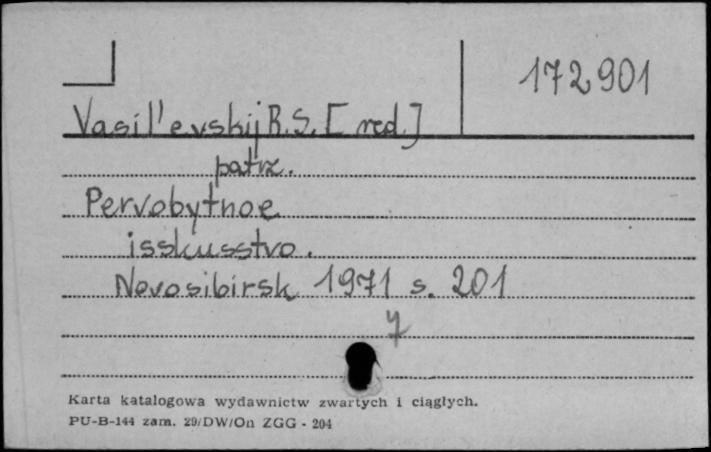 172901
Vasil'evskij R.S. [red.]
patrz.
Pervobytnoe
isskusstvo.
Novosibirsk 1971 s. 201
y
Karta katalogowa wydawnictw zwartych i ciągłych.
PU-B-144 zam. 29/DW/On ZGG - 204